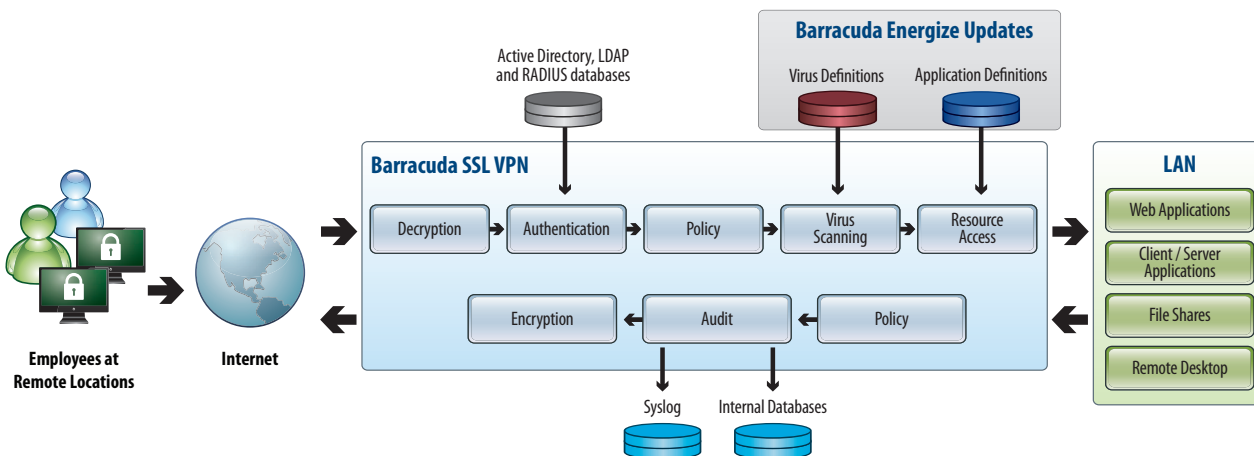 Barracuda Energize Updates
Active Directory, LDAP
and RADIUS databases
Virus Definitions
Application Definitions
Barracuda SSL VPN
LAN
Decryption
Authentication
Policy
Virus
Scanning
Resource
Access
Web Applications
Client / Server
Applications
File Shares
Remote Desktop
Encryption
Audit
Policy
Employees at
Remote Locations
Internet
Syslog
Internal Databases